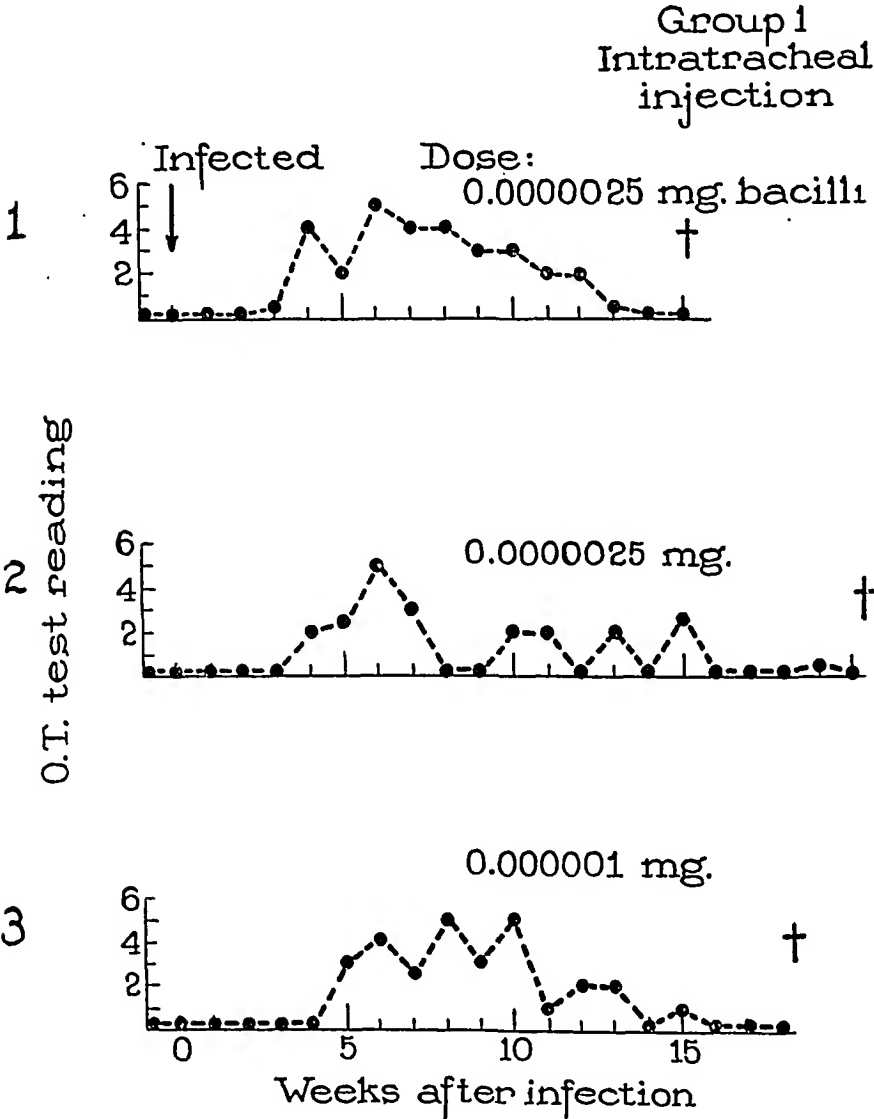 Group 1
Intratracheal
injection
Infected
Dose:
0.0000025 mg. bacilli
1
6
4
2
†
O.T. test reading
2
0.0000025 mg.
6
4
2
†
3
0.000001 mg.
6
4
2
†
0 5 10 15
Weeks after infection